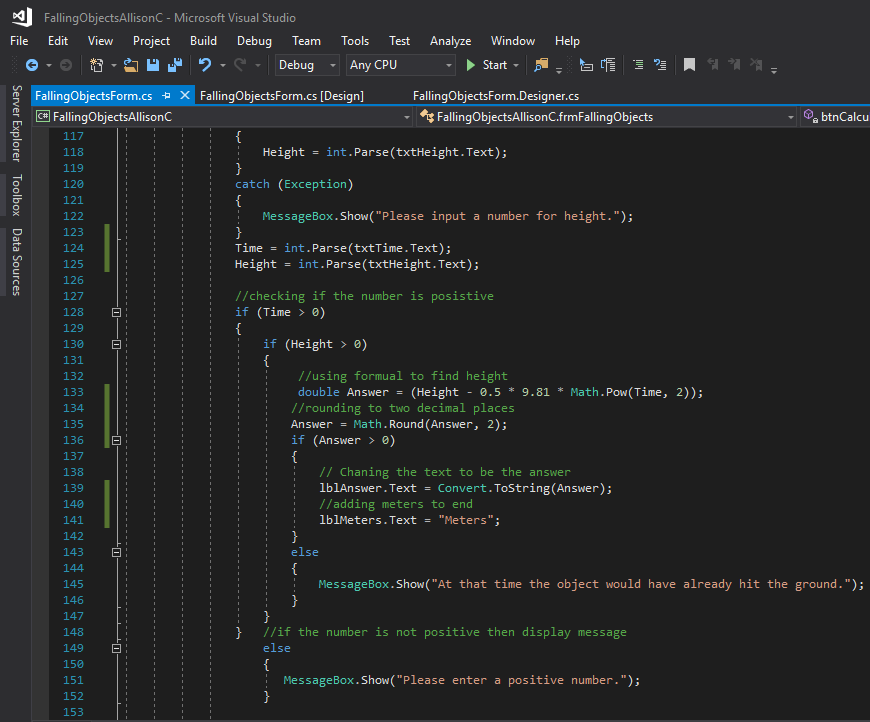 FallingObjectsAllisonC - Microsoft Visual Studio
File Edit View Project Build Debug Team Tools Test Analyze Window Help
Debug Any CPU Start
FallingObjectsForm.cs FallingObjectsForm.cs [Design] FallingObjectsForm.Designer.cs
C# FallingObjectsAllisonC FallingObjectsAllisonC.frmFallingObjects btnCalcu
Server Explorer
Toolbox
Data Sources
117 {
118 Height = int.Parse(txtHeight.Text);
119 }
120 catch (Exception)
121 {
122 MessageBox.Show("Please input a number for height.");
123 }
124 Time = int.Parse(txtTime.Text);
125 Height = int.Parse(txtHeight.Text);
126
127 //checking if the number is posistive
128 if (Time > 0)
129 {
130 if (Height > 0)
131 {
132 //using formual to find height
133 double Answer = (Height - 0.5 * 9.81 * Math.Pow(Time, 2));
134 //rounding to two decimal places
135 Answer = Math.Round(Answer, 2);
136 if (Answer > 0)
137 {
138 // Chaning the text to be the answer
139 lblAnswer.Text = Convert.ToString(Answer);
140 //adding meters to end
141 lblMeters.Text = "Meters";
142 }
143 else
144 {
145 MessageBox.Show("At that time the object would have already hit the ground.");
146 }
147 }
148 } //if the number is not positive then display message
149 else
150 {
151 MessageBox.Show("Please enter a positive number.");
152 }
153